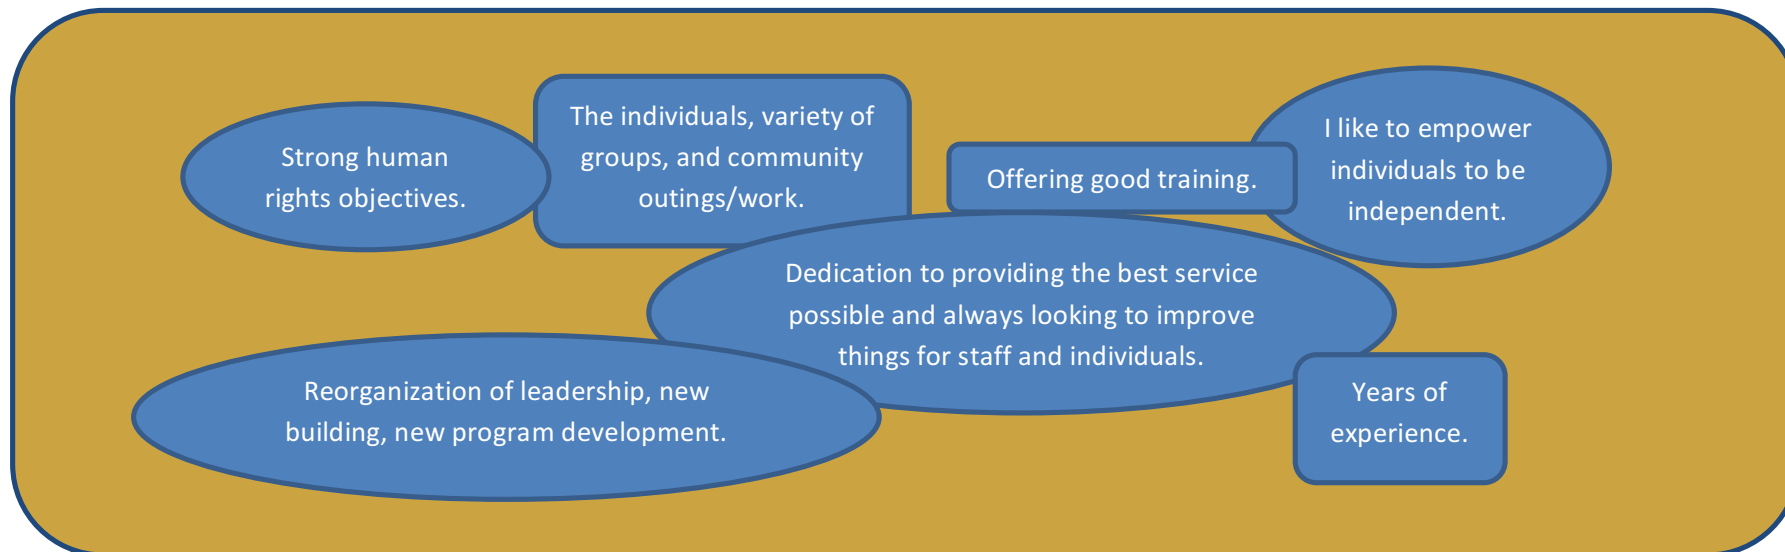 Strong human
rights objectives.
The individuals, variety of
groups, and community
outings/work.
Offering good training.
I like to empower
individuals to be
independent.
Dedication to providing the best service
possible and always looking to improve
things for staff and individuals.
Reorganization of leadership, new
building, new program development.
Years of
experience.